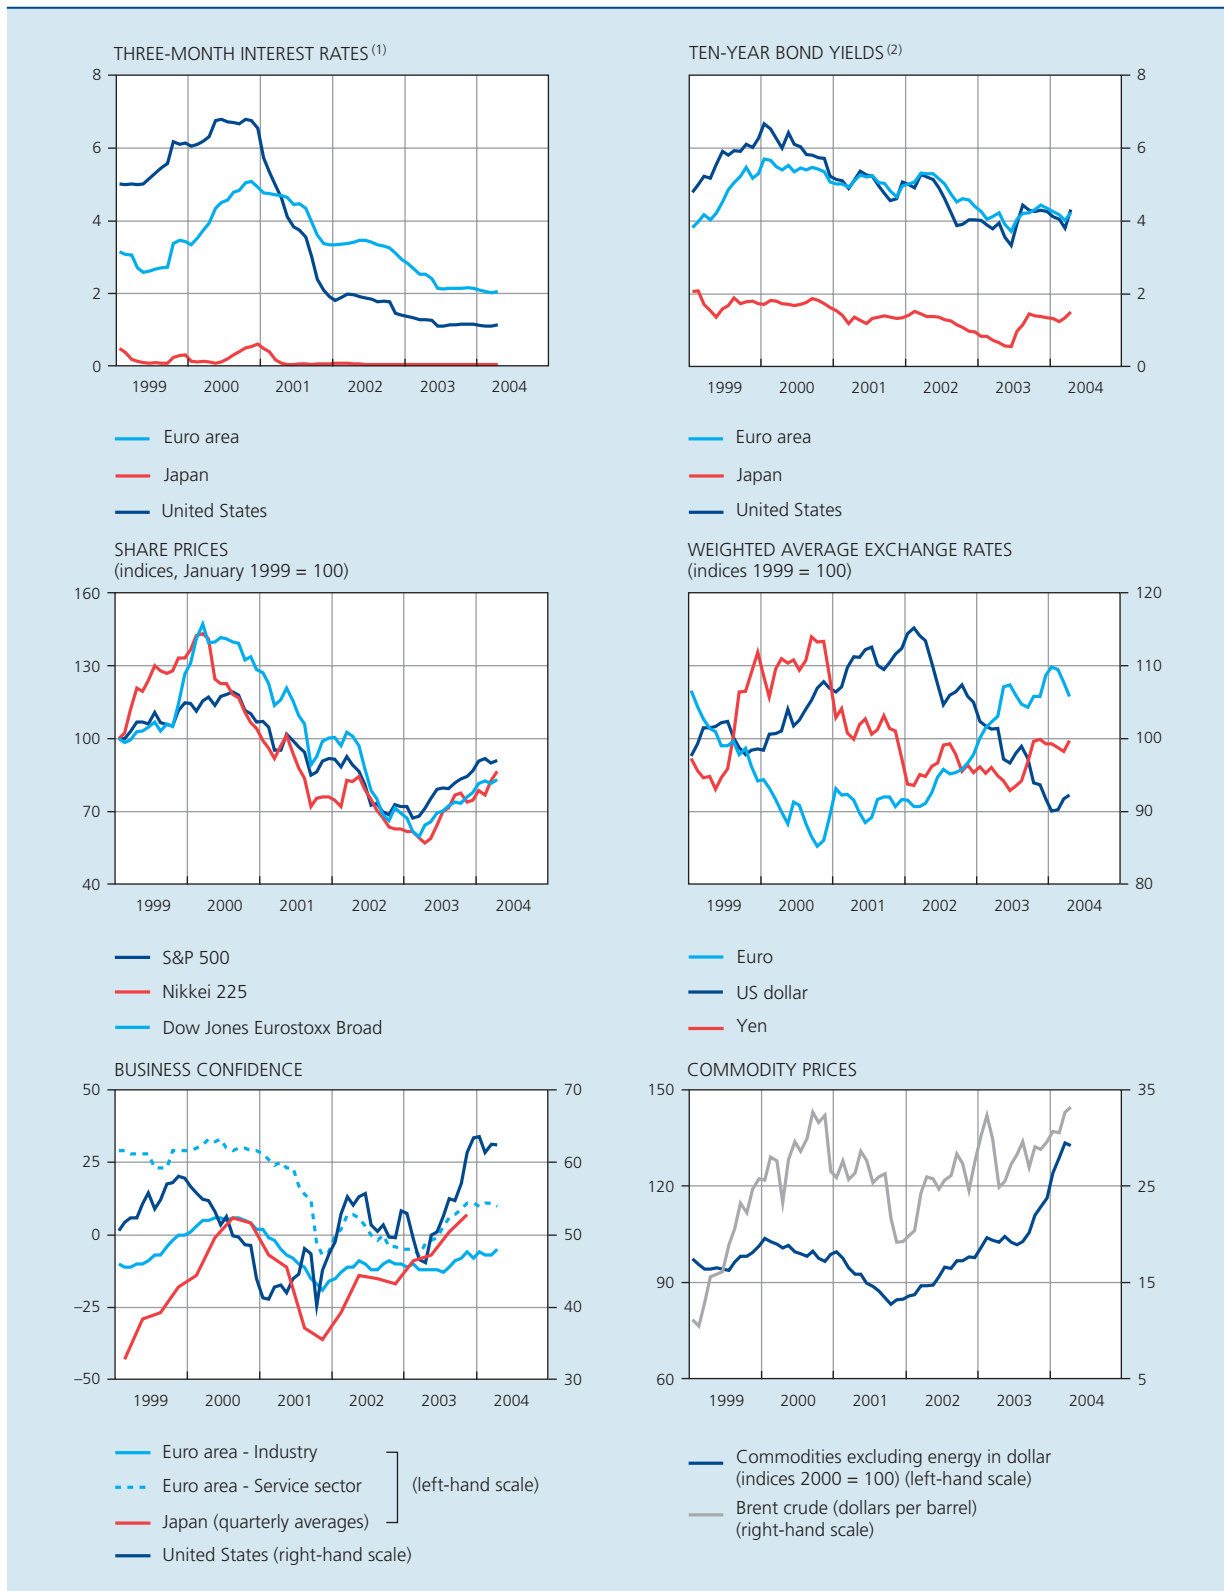 THREE-MONTH INTEREST RATES (1)
8
6
4
2
0
1999 2000 2001 2002 2003 2004
Euro area
Japan
United States
TEN-YEAR BOND YIELDS (2)
8
6
4
2
0
1999 2000 2001 2002 2003 2004
Euro area
Japan
United States
SHARE PRICES
(indices, January 1999 = 100)
160
130
100
70
40
1999 2000 2001 2002 2003 2004
S&P 500
Nikkei 225
Dow Jones Eurostoxx Broad
WEIGHTED AVERAGE EXCHANGE RATES
(indices 1999 = 100)
120
110
100
90
80
1999 2000 2001 2002 2003 2004
Euro
US dollar
Yen
BUSINESS CONFIDENCE
50 70
25 60
0 50
–25 40
–50 30
1999 2000 2001 2002 2003 2004
Euro area - Industry
Euro area - Service sector
(left-hand scale)
Japan (quarterly averages)
United States (right-hand scale)
COMMODITY PRICES
150 35
120 25
90 15
60 5
1999 2000 2001 2002 2003 2004
Commodities excluding energy in dollar
(indices 2000 = 100) (left-hand scale)
Brent crude (dollars per barrel)
(right-hand scale)